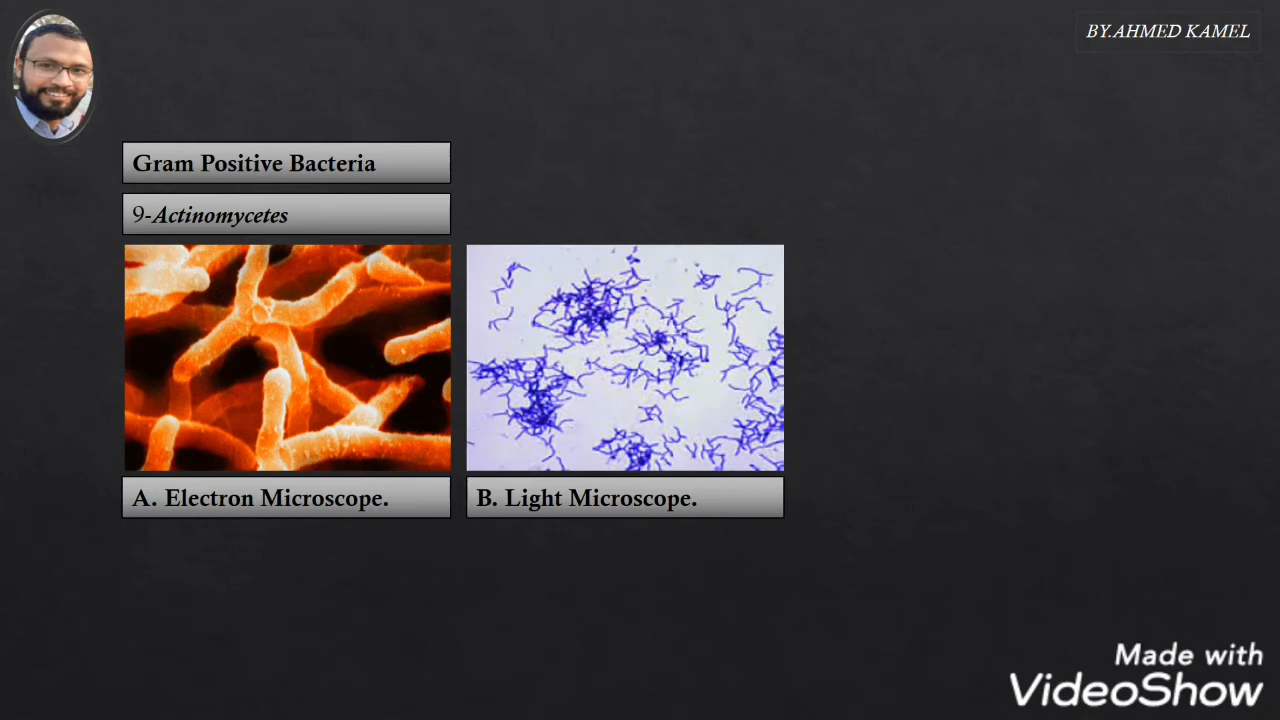 BY.AHMED KAMEL
Gram Positive Bacteria
9-Actinomycetes
A. Electron Microscope.
B. Light Microscope.
Made with
VideoShow